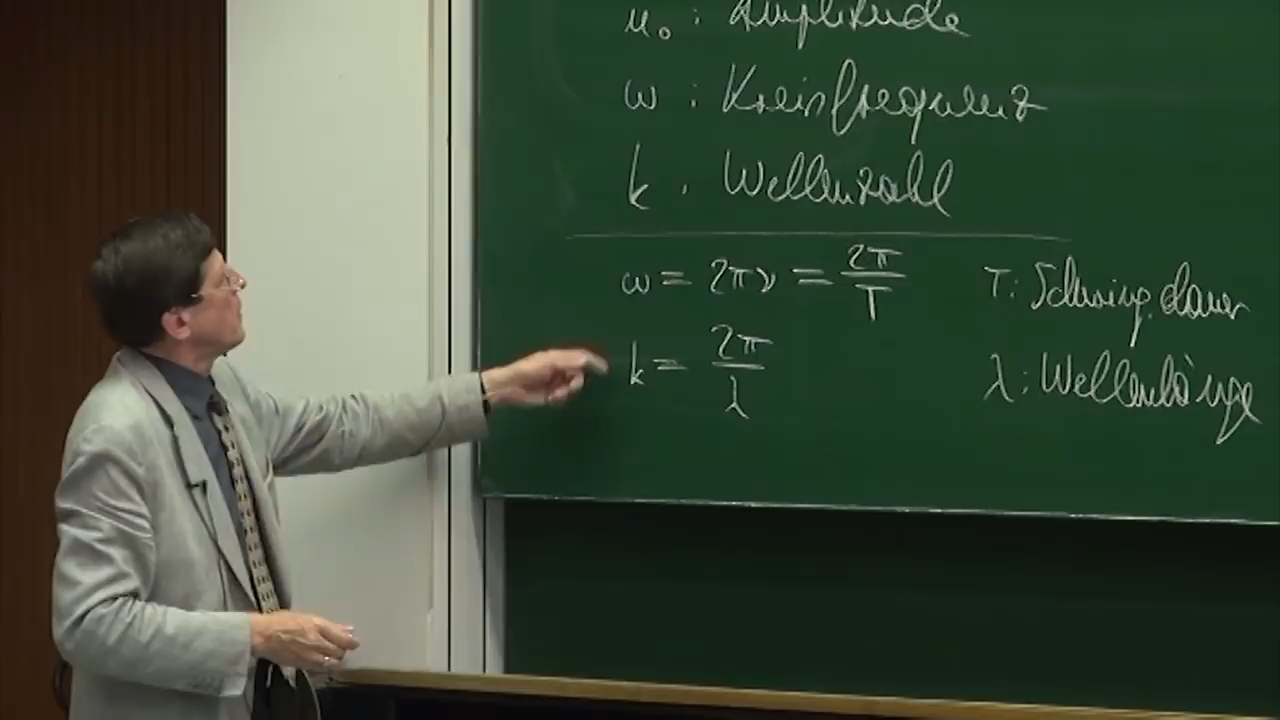 u₀ : Amplitude
ω : Kreisfrequenz
k : Wellenzahl
ω = 2πν = 2π/T T: Schwing.dauer
k = 2π/λ λ: Wellenlänge